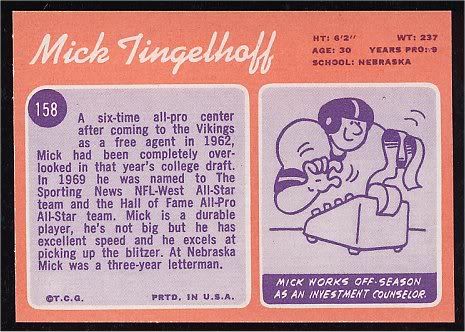 Mick Tingelhoff
HT: 6'2" WT: 237
AGE: 30 YEARS PRO: 9
SCHOOL: NEBRASKA
158
A six-time all-pro center
after coming to the Vikings
as a free agent in 1962,
Mick had been completely over-
looked in that year's college draft.
In 1969 he was named to The
Sporting News NFL-West All-Star
team and the Hall of Fame All-Pro
All-Star team. Mick is a durable
player, he's not big but he has
excellent speed and he excels at
picking up the blitzer. At Nebraska
Mick was a three-year letterman.
©T.C.G. PRTD. IN U.S.A.
MICK WORKS OFF-SEASON
AS AN INVESTMENT COUNSELOR.